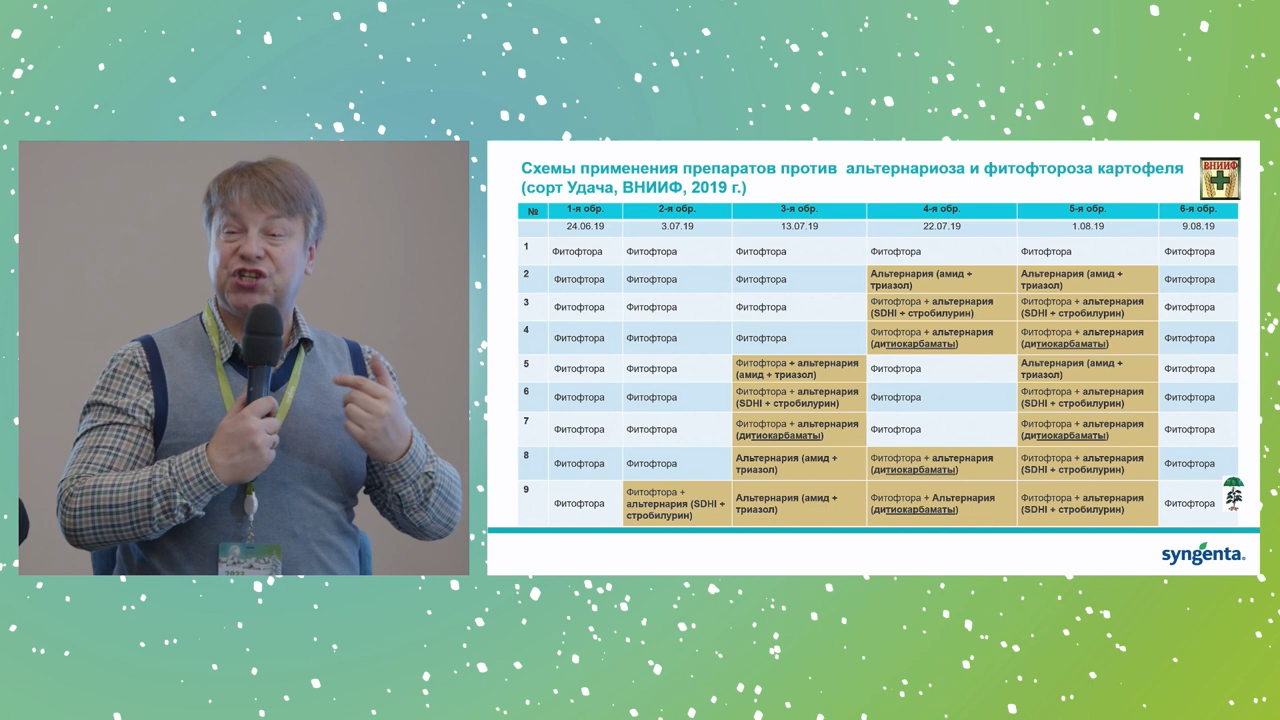 Схемы применения препаратов против альтернариоза и фитофтороза картофеля
(сорт Удача, ВНИИФ, 2019 г.)
ВНИИФ
№ 1-я обр. 2-я обр. 3-я обр. 4-я обр. 5-я обр. 6-я обр.
24.06.19 3.07.19 13.07.19 22.07.19 1.08.19 9.08.19
1 Фитофтора Фитофтора Фитофтора Фитофтора Фитофтора Фитофтора
2 Фитофтора Фитофтора Фитофтора Альтернария (амид + триазол) Альтернария (амид + триазол) Фитофтора
3 Фитофтора Фитофтора Фитофтора Фитофтора + альтернария (SDHI + стробилурин) Фитофтора + альтернария (SDHI + стробилурин) Фитофтора
4 Фитофтора Фитофтора Фитофтора Фитофтора + альтернария (дитиокарбаматы) Фитофтора + альтернария (дитиокарбаматы) Фитофтора
5 Фитофтора Фитофтора Фитофтора + альтернария (амид + триазол) Фитофтора Альтернария (амид + триазол) Фитофтора
6 Фитофтора Фитофтора Фитофтора + альтернария (SDHI + стробилурин) Фитофтора Фитофтора + альтернария (SDHI + стробилурин) Фитофтора
7 Фитофтора Фитофтора Фитофтора + альтернария (дитиокарбаматы) Фитофтора Фитофтора + альтернария (дитиокарбаматы) Фитофтора
8 Фитофтора Фитофтора Альтернария (амид + триазол) Фитофтора + альтернария (дитиокарбаматы) Фитофтора + альтернария (SDHI + стробилурин) Фитофтора
9 Фитофтора Фитофтора + альтернария (SDHI + стробилурин) Альтернария (амид + триазол) Фитофтора + Альтернария (дитиокарбаматы) Фитофтора + альтернария (SDHI + стробилурин) Фитофтора
syngenta.